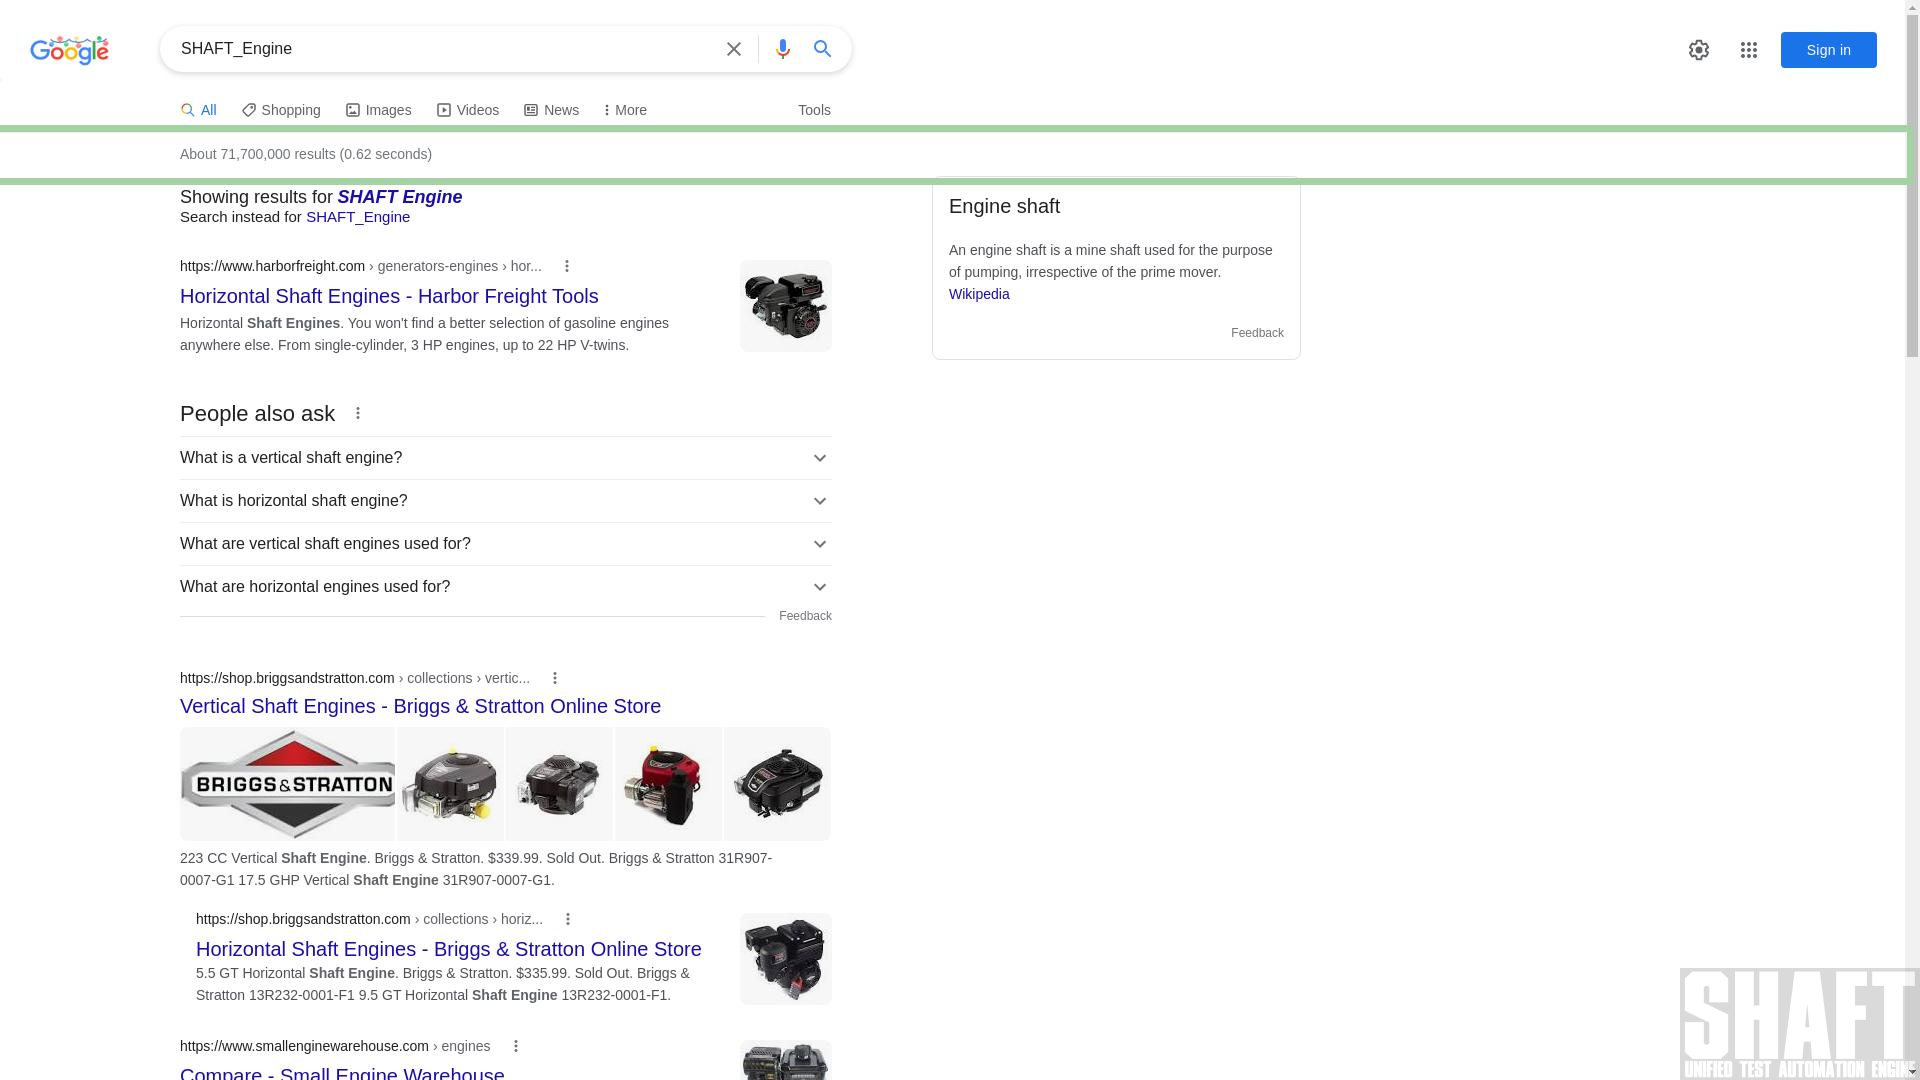 Google
SHAFT_Engine
Sign in
All
Shopping
Images
Videos
News
More
Tools
About 71,700,000 results (0.62 seconds)
Showing results for SHAFT Engine
Search instead for SHAFT_Engine
https://www.harborfreight.com › generators-engines › hor...
Horizontal Shaft Engines - Harbor Freight Tools
Horizontal Shaft Engines. You won't find a better selection of gasoline engines
anywhere else. From single-cylinder, 3 HP engines, up to 22 HP V-twins.
People also ask
What is a vertical shaft engine?
What is horizontal shaft engine?
What are vertical shaft engines used for?
What are horizontal engines used for?
Feedback
https://shop.briggsandstratton.com › collections › vertic...
Vertical Shaft Engines - Briggs & Stratton Online Store
BRIGGS&STRATTON
223 CC Vertical Shaft Engine. Briggs & Stratton. $339.99. Sold Out. Briggs & Stratton 31R907-
0007-G1 17.5 GHP Vertical Shaft Engine 31R907-0007-G1.
https://shop.briggsandstratton.com › collections › horiz...
Horizontal Shaft Engines - Briggs & Stratton Online Store
5.5 GT Horizontal Shaft Engine. Briggs & Stratton. $335.99. Sold Out. Briggs &
Stratton 13R232-0001-F1 9.5 GT Horizontal Shaft Engine 13R232-0001-F1.
https://www.smallenginewarehouse.com › engines
Compare - Small Engine Warehouse
Engine shaft
An engine shaft is a mine shaft used for the purpose
of pumping, irrespective of the prime mover.
Wikipedia
Feedback
SHAFT
UNIFIED TEST AUTOMATION ENGINE